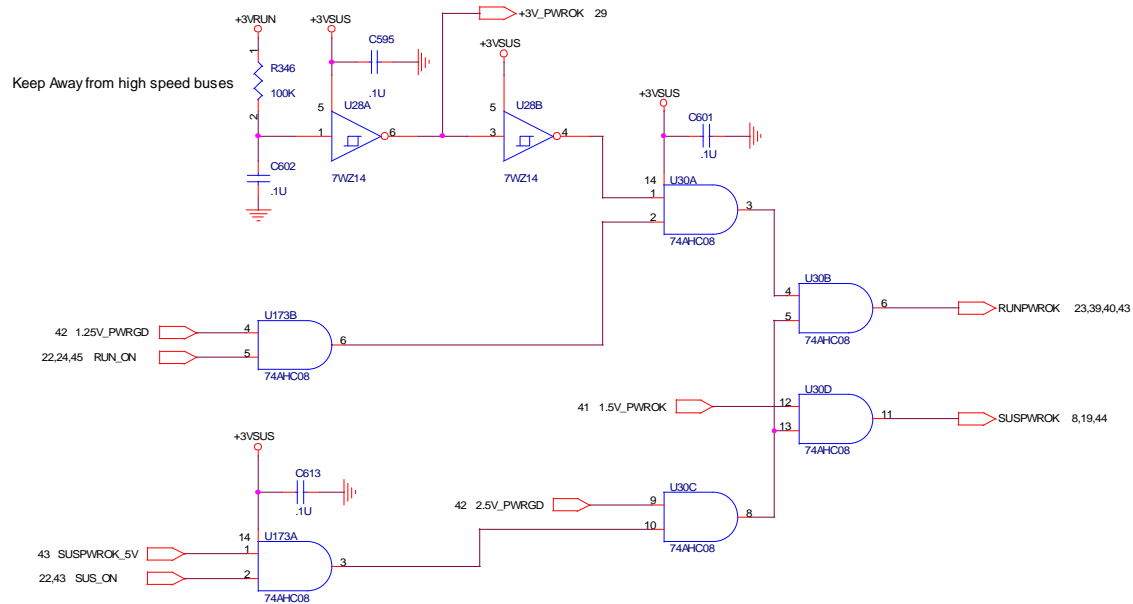 +3VRUN
+3VSUS
+3V_PWROK 29
C595
.1U
+3VSUS
Keep Away from high speed buses
1
R346
100K
2
5
U28A
1
6
7WZ14
5
U28B
3
4
7WZ14
+3VSUS
C601
.1U
C602
.1U
14
U30A
1
2
3
74AHC08
U30B
4
5
6
74AHC08
RUNPWROK 23,39,40,43
U173B
42 1.25V_PWRGD
4
22,24,45 RUN_ON
5
6
74AHC08
41 1.5V_PWROK
U30D
12
13
11
74AHC08
SUSPWROK 8,19,44
+3VSUS
C613
.1U
42 2.5V_PWRGD
U30C
9
10
8
74AHC08
14
U173A
43 SUSPWROK_5V
1
22,43 SUS_ON
2
3
74AHC08